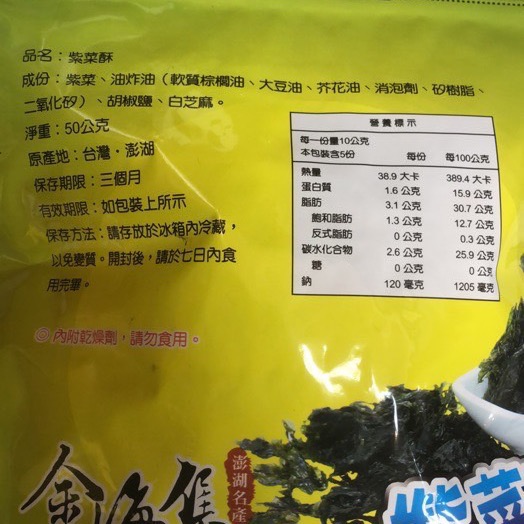 品名：紫菜酥
成份：紫菜、油炸油（軟質棕櫚油、大豆油、芥花油、消泡劑、矽樹脂、
二氧化矽）、胡椒鹽、白芝麻。
淨重：50公克
原產地：台灣・澎湖
保存期限：三個月
有效期限：如包裝上所示
保存方法：請存放於冰箱內冷藏，
以免變質。開封後，請於七日內食
用完畢。
◎內附乾燥劑，請勿食用。
營養標示
每一份量10公克
本包裝含5份 每份 每100公克
熱量 38.9 大卡 389.4 大卡
蛋白質 1.6 公克 15.9 公克
脂肪 3.1 公克 30.7 公克
飽和脂肪 1.3 公克 12.7 公克
反式脂肪 0 公克 0.3 公克
碳水化合物 2.6 公克 25.9 公克
糖 0 公克 0 公克
鈉 120 毫克 1205 毫克
金海集
澎湖名產
紫菜